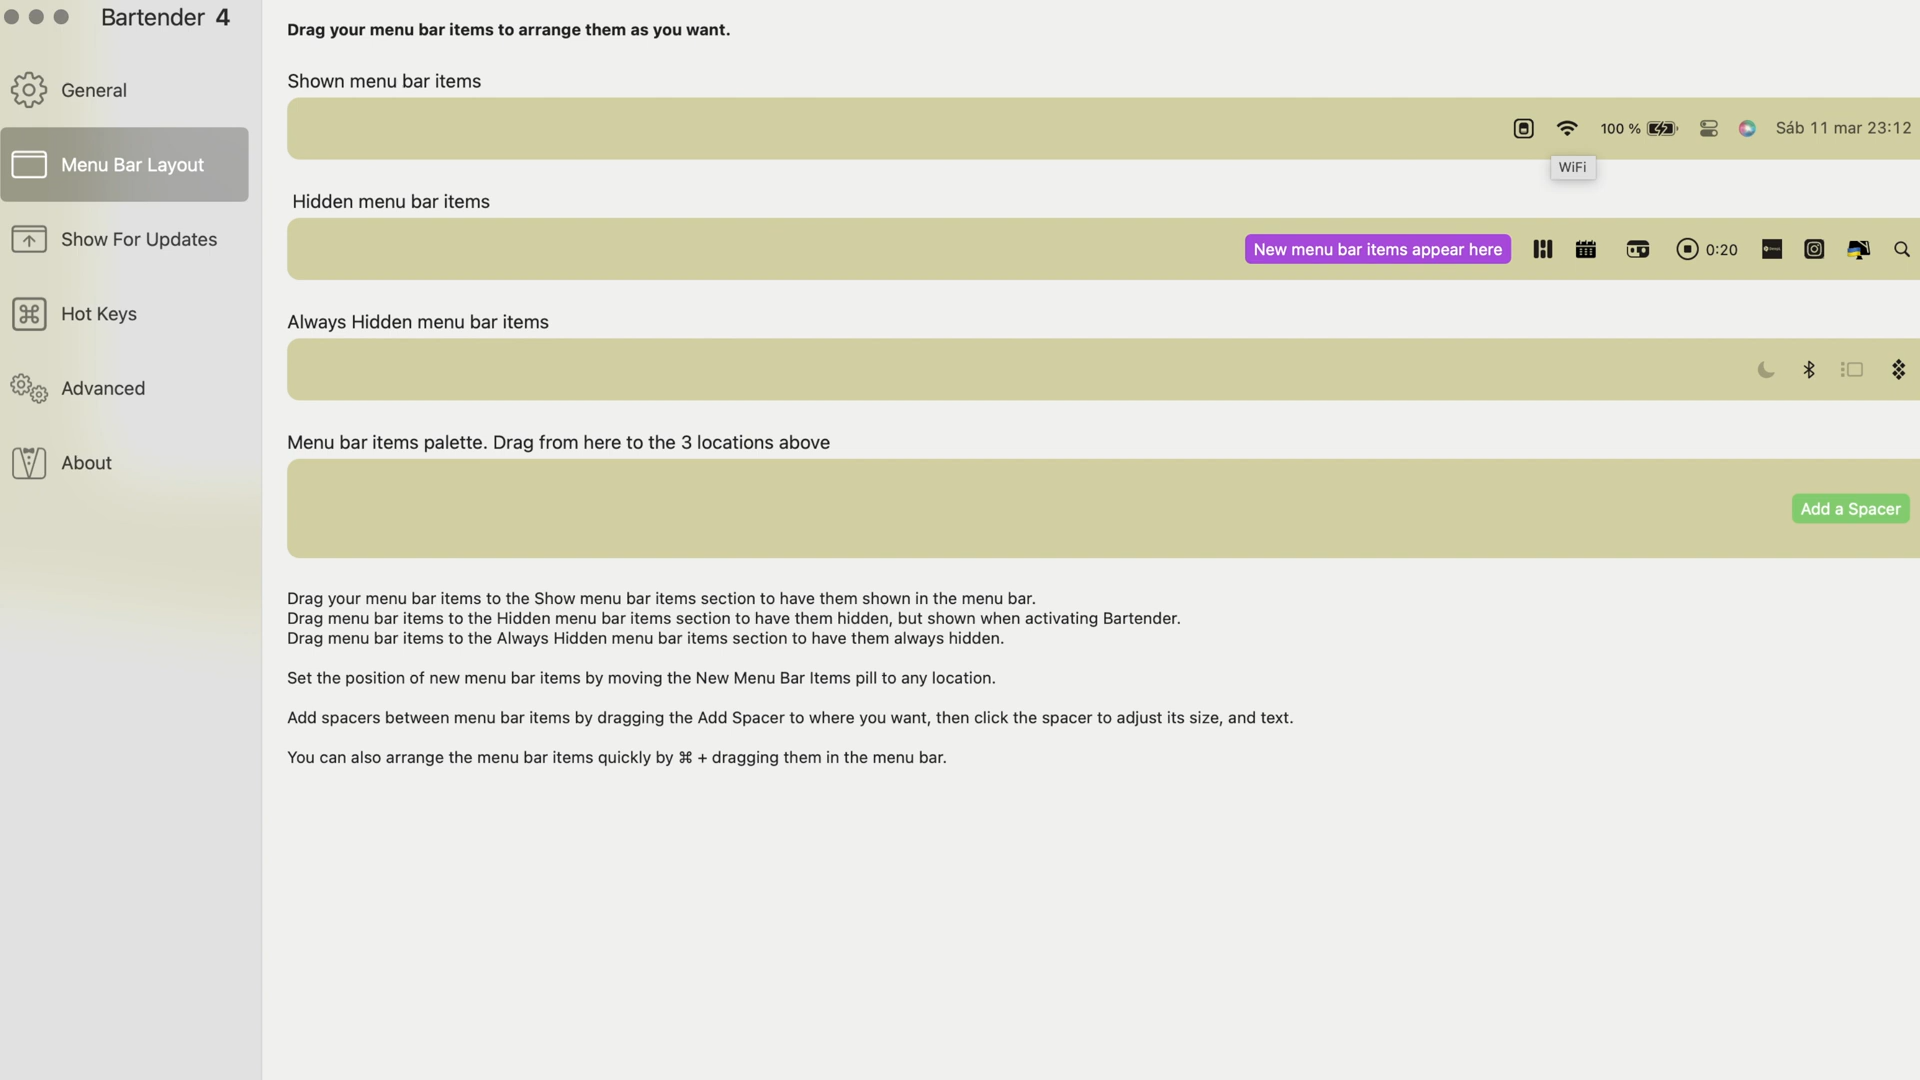 Bartender 4
General
Menu Bar Layout
Show For Updates
Hot Keys
Advanced
About
Drag your menu bar items to arrange them as you want.
Shown menu bar items
100 %
Sáb 11 mar 23:12
WiFi
Hidden menu bar items
New menu bar items appear here
0:20
Always Hidden menu bar items
Menu bar items palette. Drag from here to the 3 locations above
Add a Spacer
Drag your menu bar items to the Show menu bar items section to have them shown in the menu bar.
Drag menu bar items to the Hidden menu bar items section to have them hidden, but shown when activating Bartender.
Drag menu bar items to the Always Hidden menu bar items section to have them always hidden.
Set the position of new menu bar items by moving the New Menu Bar Items pill to any location.
Add spacers between menu bar items by dragging the Add Spacer to where you want, then click the spacer to adjust its size, and text.
You can also arrange the menu bar items quickly by ⌘ + dragging them in the menu bar.